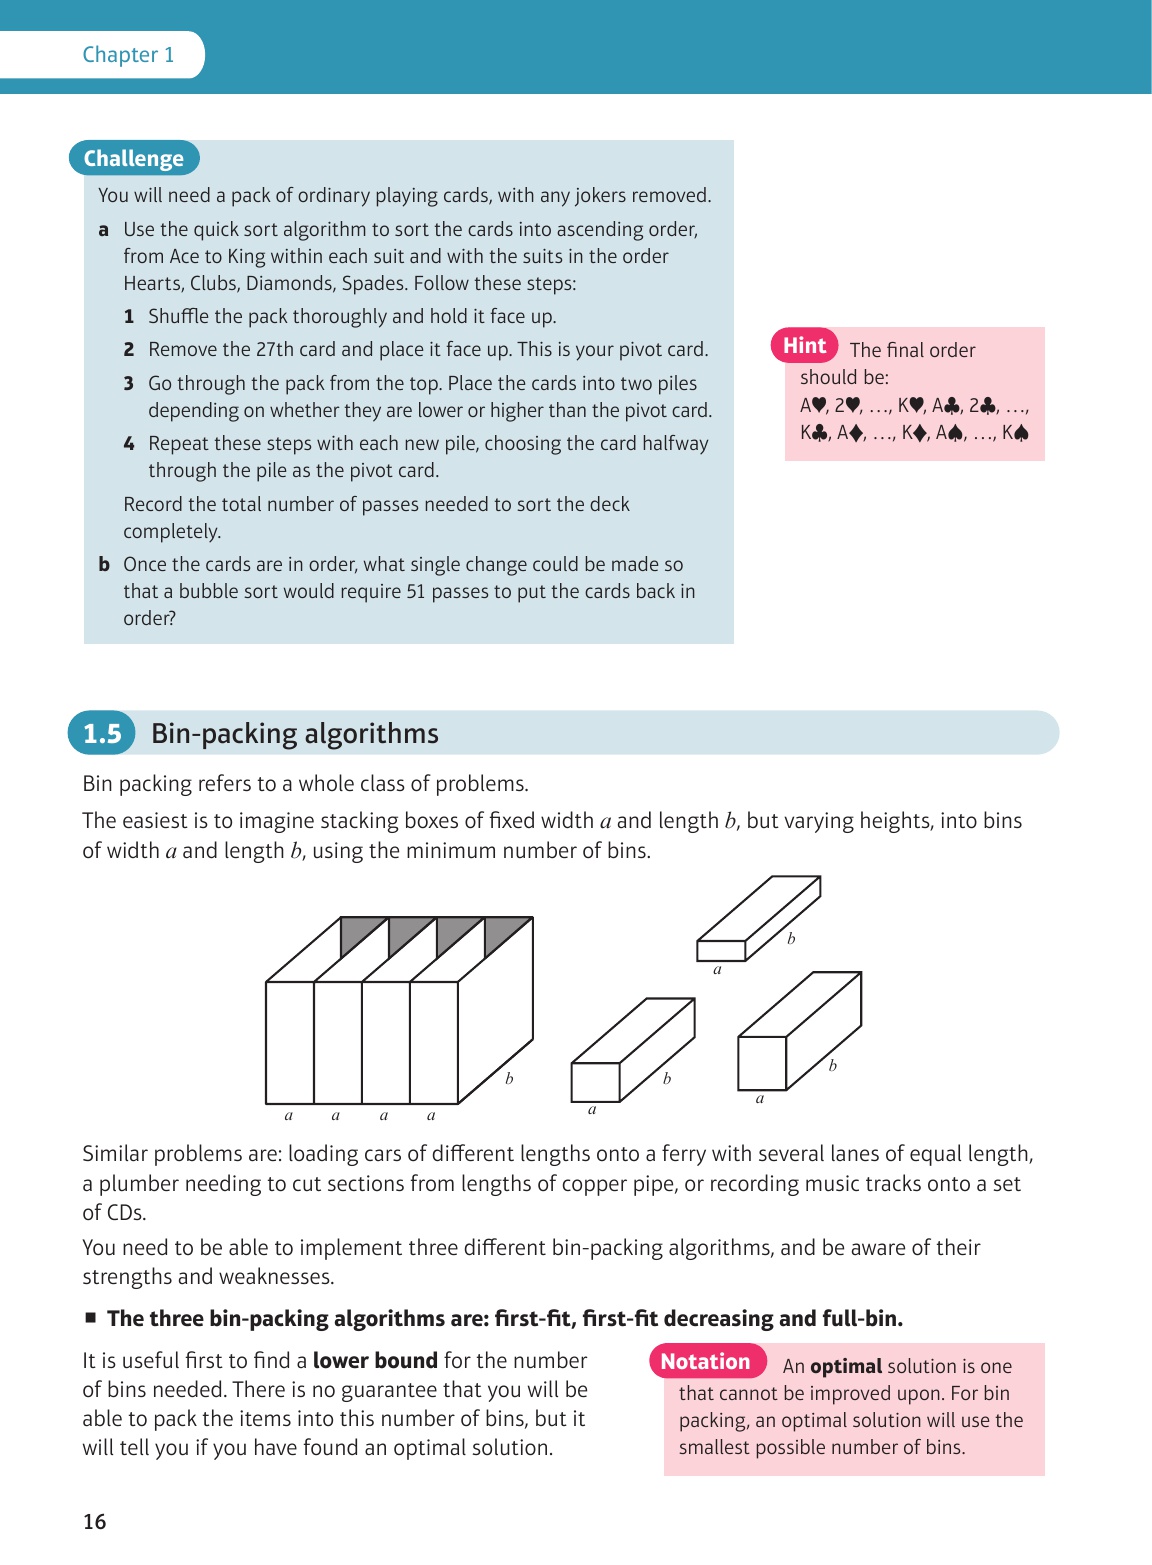 Chapter 1
Challenge
You will need a pack of ordinary playing cards, with any jokers removed.
a Use the quick sort algorithm to sort the cards into ascending order,
from Ace to King within each suit and with the suits in the order
Hearts, Clubs, Diamonds, Spades. Follow these steps:
1 Shuffle the pack thoroughly and hold it face up.
2 Remove the 27th card and place it face up. This is your pivot card.
3 Go through the pack from the top. Place the cards into two piles
depending on whether they are lower or higher than the pivot card.
4 Repeat these steps with each new pile, choosing the card halfway
through the pile as the pivot card.
Record the total number of passes needed to sort the deck
completely.
b Once the cards are in order, what single change could be made so
that a bubble sort would require 51 passes to put the cards back in
order?
Hint The final order
should be:
A♥, 2♥, …, K♥, A♣, 2♣, …,
K♣, A♦, …, K♦, A♠, …, K♠
1.5 Bin-packing algorithms
Bin packing refers to a whole class of problems.
The easiest is to imagine stacking boxes of fixed width a and length b, but varying heights, into bins
of width a and length b, using the minimum number of bins.
b
a
b
a
b
a
b
a a a a
Similar problems are: loading cars of different lengths onto a ferry with several lanes of equal length,
a plumber needing to cut sections from lengths of copper pipe, or recording music tracks onto a set
of CDs.
You need to be able to implement three different bin-packing algorithms, and be aware of their
strengths and weaknesses.
■ The three bin-packing algorithms are: first-fit, first-fit decreasing and full-bin.
It is useful first to find a lower bound for the number
of bins needed. There is no guarantee that you will be
able to pack the items into this number of bins, but it
will tell you if you have found an optimal solution.
Notation An optimal solution is one
that cannot be improved upon. For bin
packing, an optimal solution will use the
smallest possible number of bins.
16